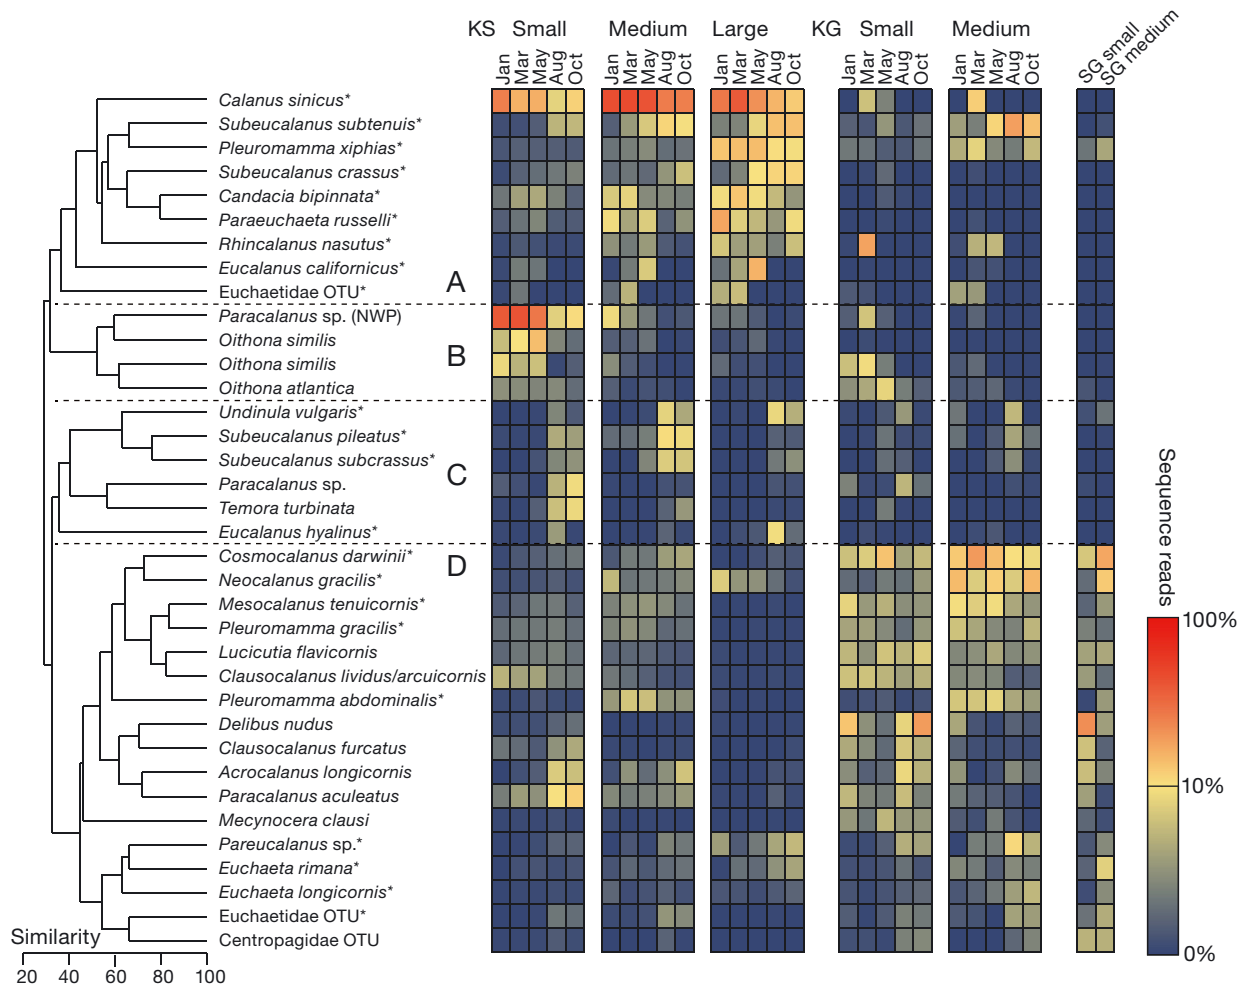 KS Small Medium Large KG Small Medium SG small SG medium
Jan Mar May Aug Oct Jan Mar May Aug Oct Jan Mar May Aug Oct Jan Mar May Aug Oct Jan Mar May Aug Oct
Calanus sinicus*
Subeucalanus subtenuis*
Pleuromamma xiphias*
Subeucalanus crassus*
Candacia bipinnata*
Paraeuchaeta russelli*
Rhincalanus nasutus*
Eucalanus californicus*
A
Euchaetidae OTU*
Paracalanus sp. (NWP)
Oithona similis
B
Oithona similis
Oithona atlantica
Undinula vulgaris*
Subeucalanus pileatus*
Subeucalanus subcrassus*
C
Paracalanus sp.
Temora turbinata
Eucalanus hyalinus*
Cosmocalanus darwinii*
D
Neocalanus gracilis*
Mesocalanus tenuicornis*
Pleuromamma gracilis*
Lucicutia flavicornis
Clausocalanus lividus/arcuicornis
Pleuromamma abdominalis*
Delibus nudus
Clausocalanus furcatus
Acrocalanus longicornis
Paracalanus aculeatus
Mecynocera clausi
Pareucalanus sp.*
Euchaeta rimana*
Euchaeta longicornis*
Euchaetidae OTU*
Centropagidae OTU
Similarity
20 40 60 80 100
Sequence reads
100%
10%
0%